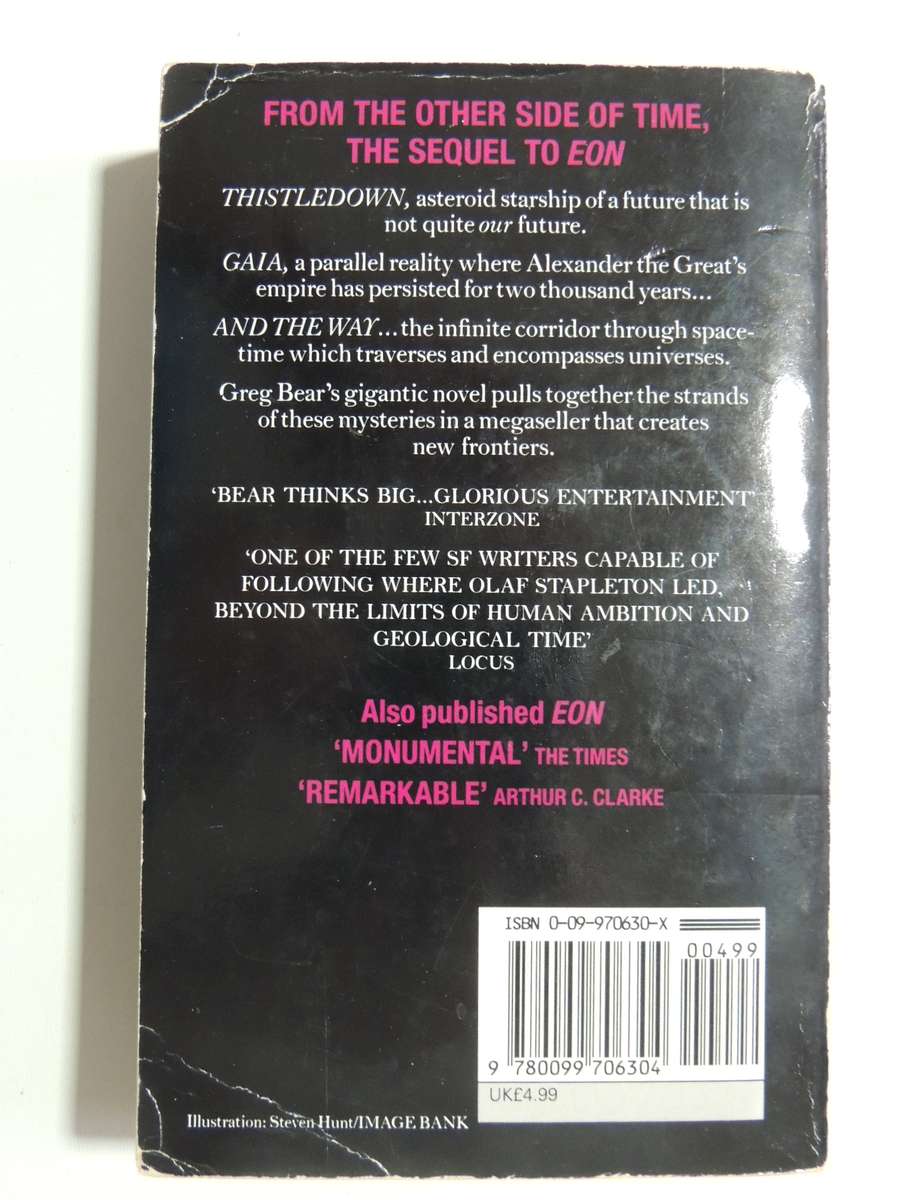 FROM THE OTHER SIDE OF TIME,
THE SEQUEL TO EON
THISTLEDOWN, asteroid starship of a future that is
not quite our future.
GAIA, a parallel reality where Alexander the Great's
empire has persisted for two thousand years...
AND THE WAY... the infinite corridor through space-
time which traverses and encompasses universes.
Greg Bear's gigantic novel pulls together the strands
of these mysteries in a megaseller that creates
new frontiers.
'BEAR THINKS BIG...GLORIOUS ENTERTAINMENT'
INTERZONE
'ONE OF THE FEW SF WRITERS CAPABLE OF
FOLLOWING WHERE OLAF STAPLETON LED,
BEYOND THE LIMITS OF HUMAN AMBITION AND
GEOLOGICAL TIME'
LOCUS
Also published EON
'MONUMENTAL' THE TIMES
'REMARKABLE' ARTHUR C. CLARKE
ISBN 0-09-970630-X
00499
9 780099 706304
UK£4.99
Illustration: Steven Hunt/IMAGE BANK